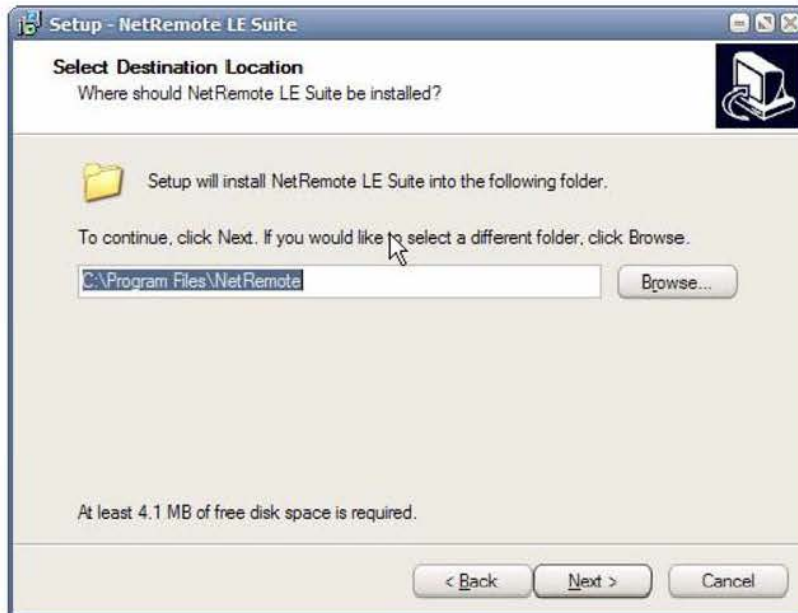 Setup - NetRemote LE Suite
Select Destination Location
Where should NetRemote LE Suite be installed?
Setup will install NetRemote LE Suite into the following folder.
To continue, click Next. If you would like to select a different folder, click Browse.
C:\Program Files\NetRemote
Browse...
At least 4.1 MB of free disk space is required.
< Back
Next >
Cancel